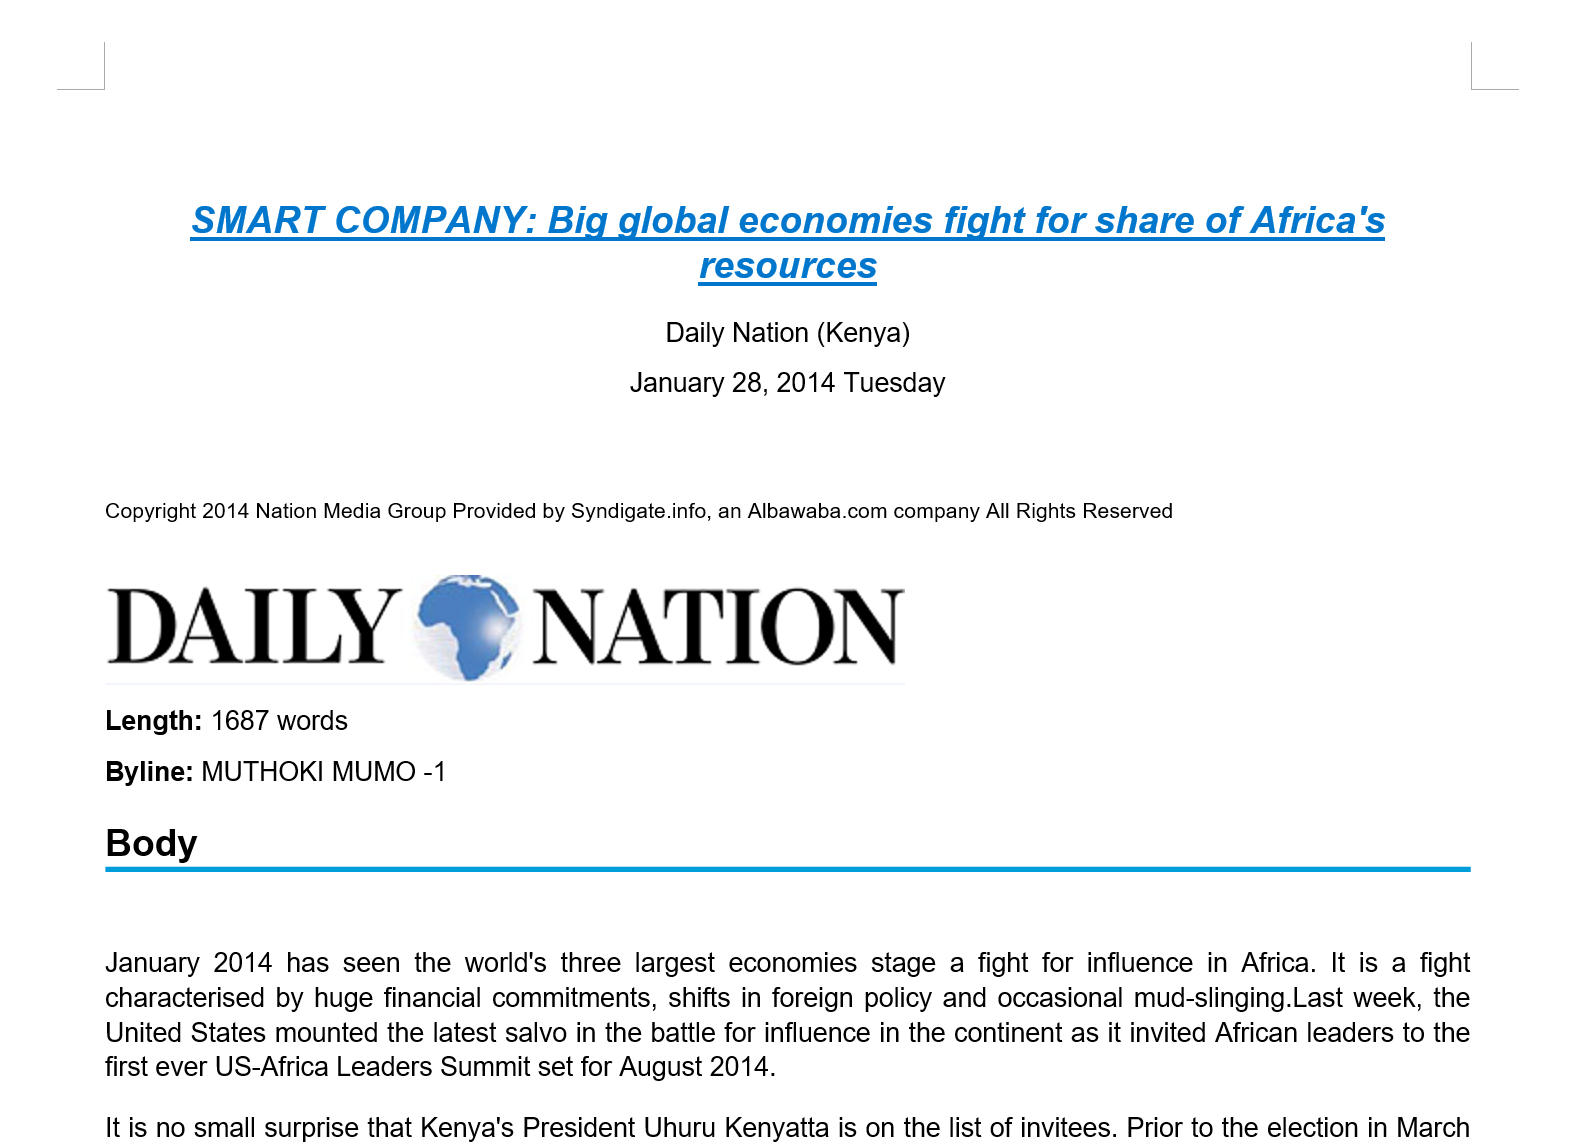 SMART COMPANY: Big global economies fight for share of Africa's
resources
Daily Nation (Kenya)
January 28, 2014 Tuesday
Copyright 2014 Nation Media Group Provided by Syndigate.info, an Albawaba.com company All Rights Reserved
DAILY NATION
Length: 1687 words
Byline: MUTHOKI MUMO -1
Body
January 2014 has seen the world's three largest economies stage a fight for influence in Africa. It is a fight
characterised by huge financial commitments, shifts in foreign policy and occasional mud-slinging.Last week, the
United States mounted the latest salvo in the battle for influence in the continent as it invited African leaders to the
first ever US-Africa Leaders Summit set for August 2014.
It is no small surprise that Kenya's President Uhuru Kenyatta is on the list of invitees. Prior to the election in March